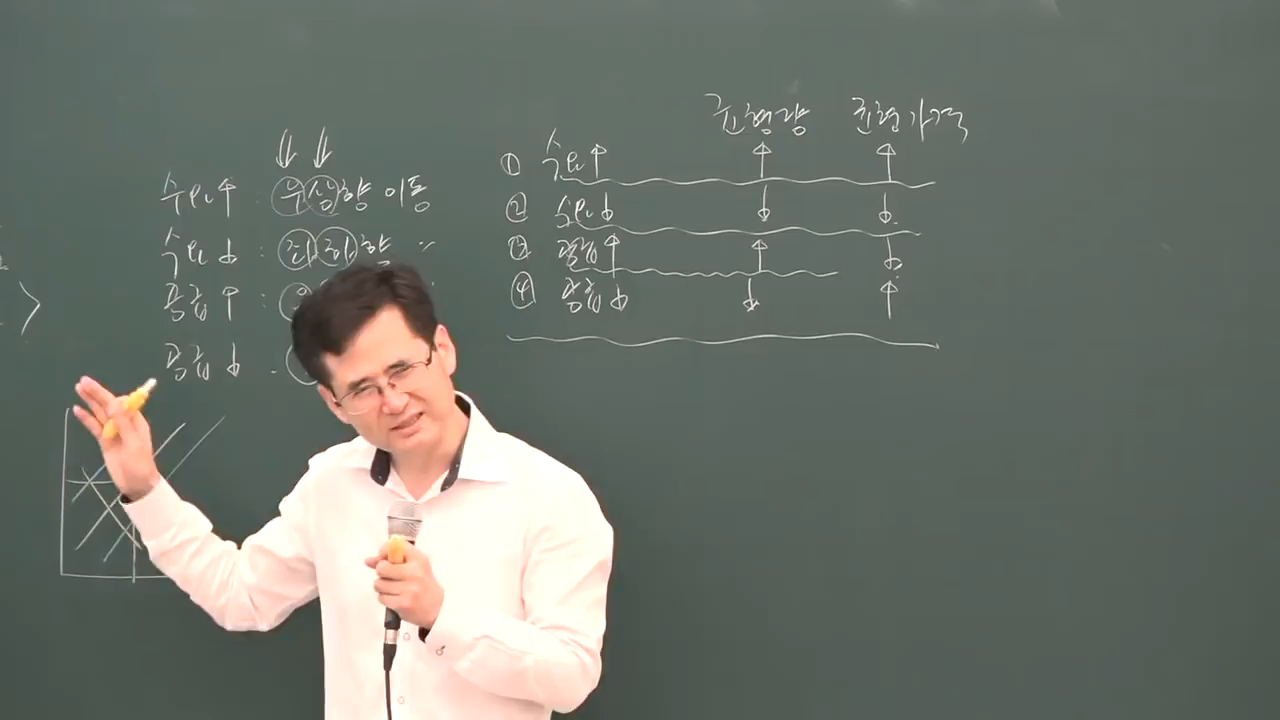 수요↑ : 우상향 이동
수요↓ : 좌하향 〃
공급↑ : 우
공급↓ :
균형량 균형가격
① 수요↑ ↑ ↑
② 수요↓ ↓ ↓
③ 공급↑ ↑ ↓
④ 공급↓ ↓ ↑